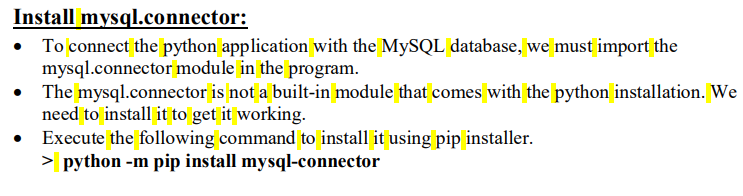 Install mysql.connector:
• To connect the python application with the MySQL database, we must import the
mysql.connector module in the program.
• The mysql.connector is not a built-in module that comes with the python installation. We
need to install it to get it working.
• Execute the following command to install it using pip installer.
> python -m pip install mysql-connector